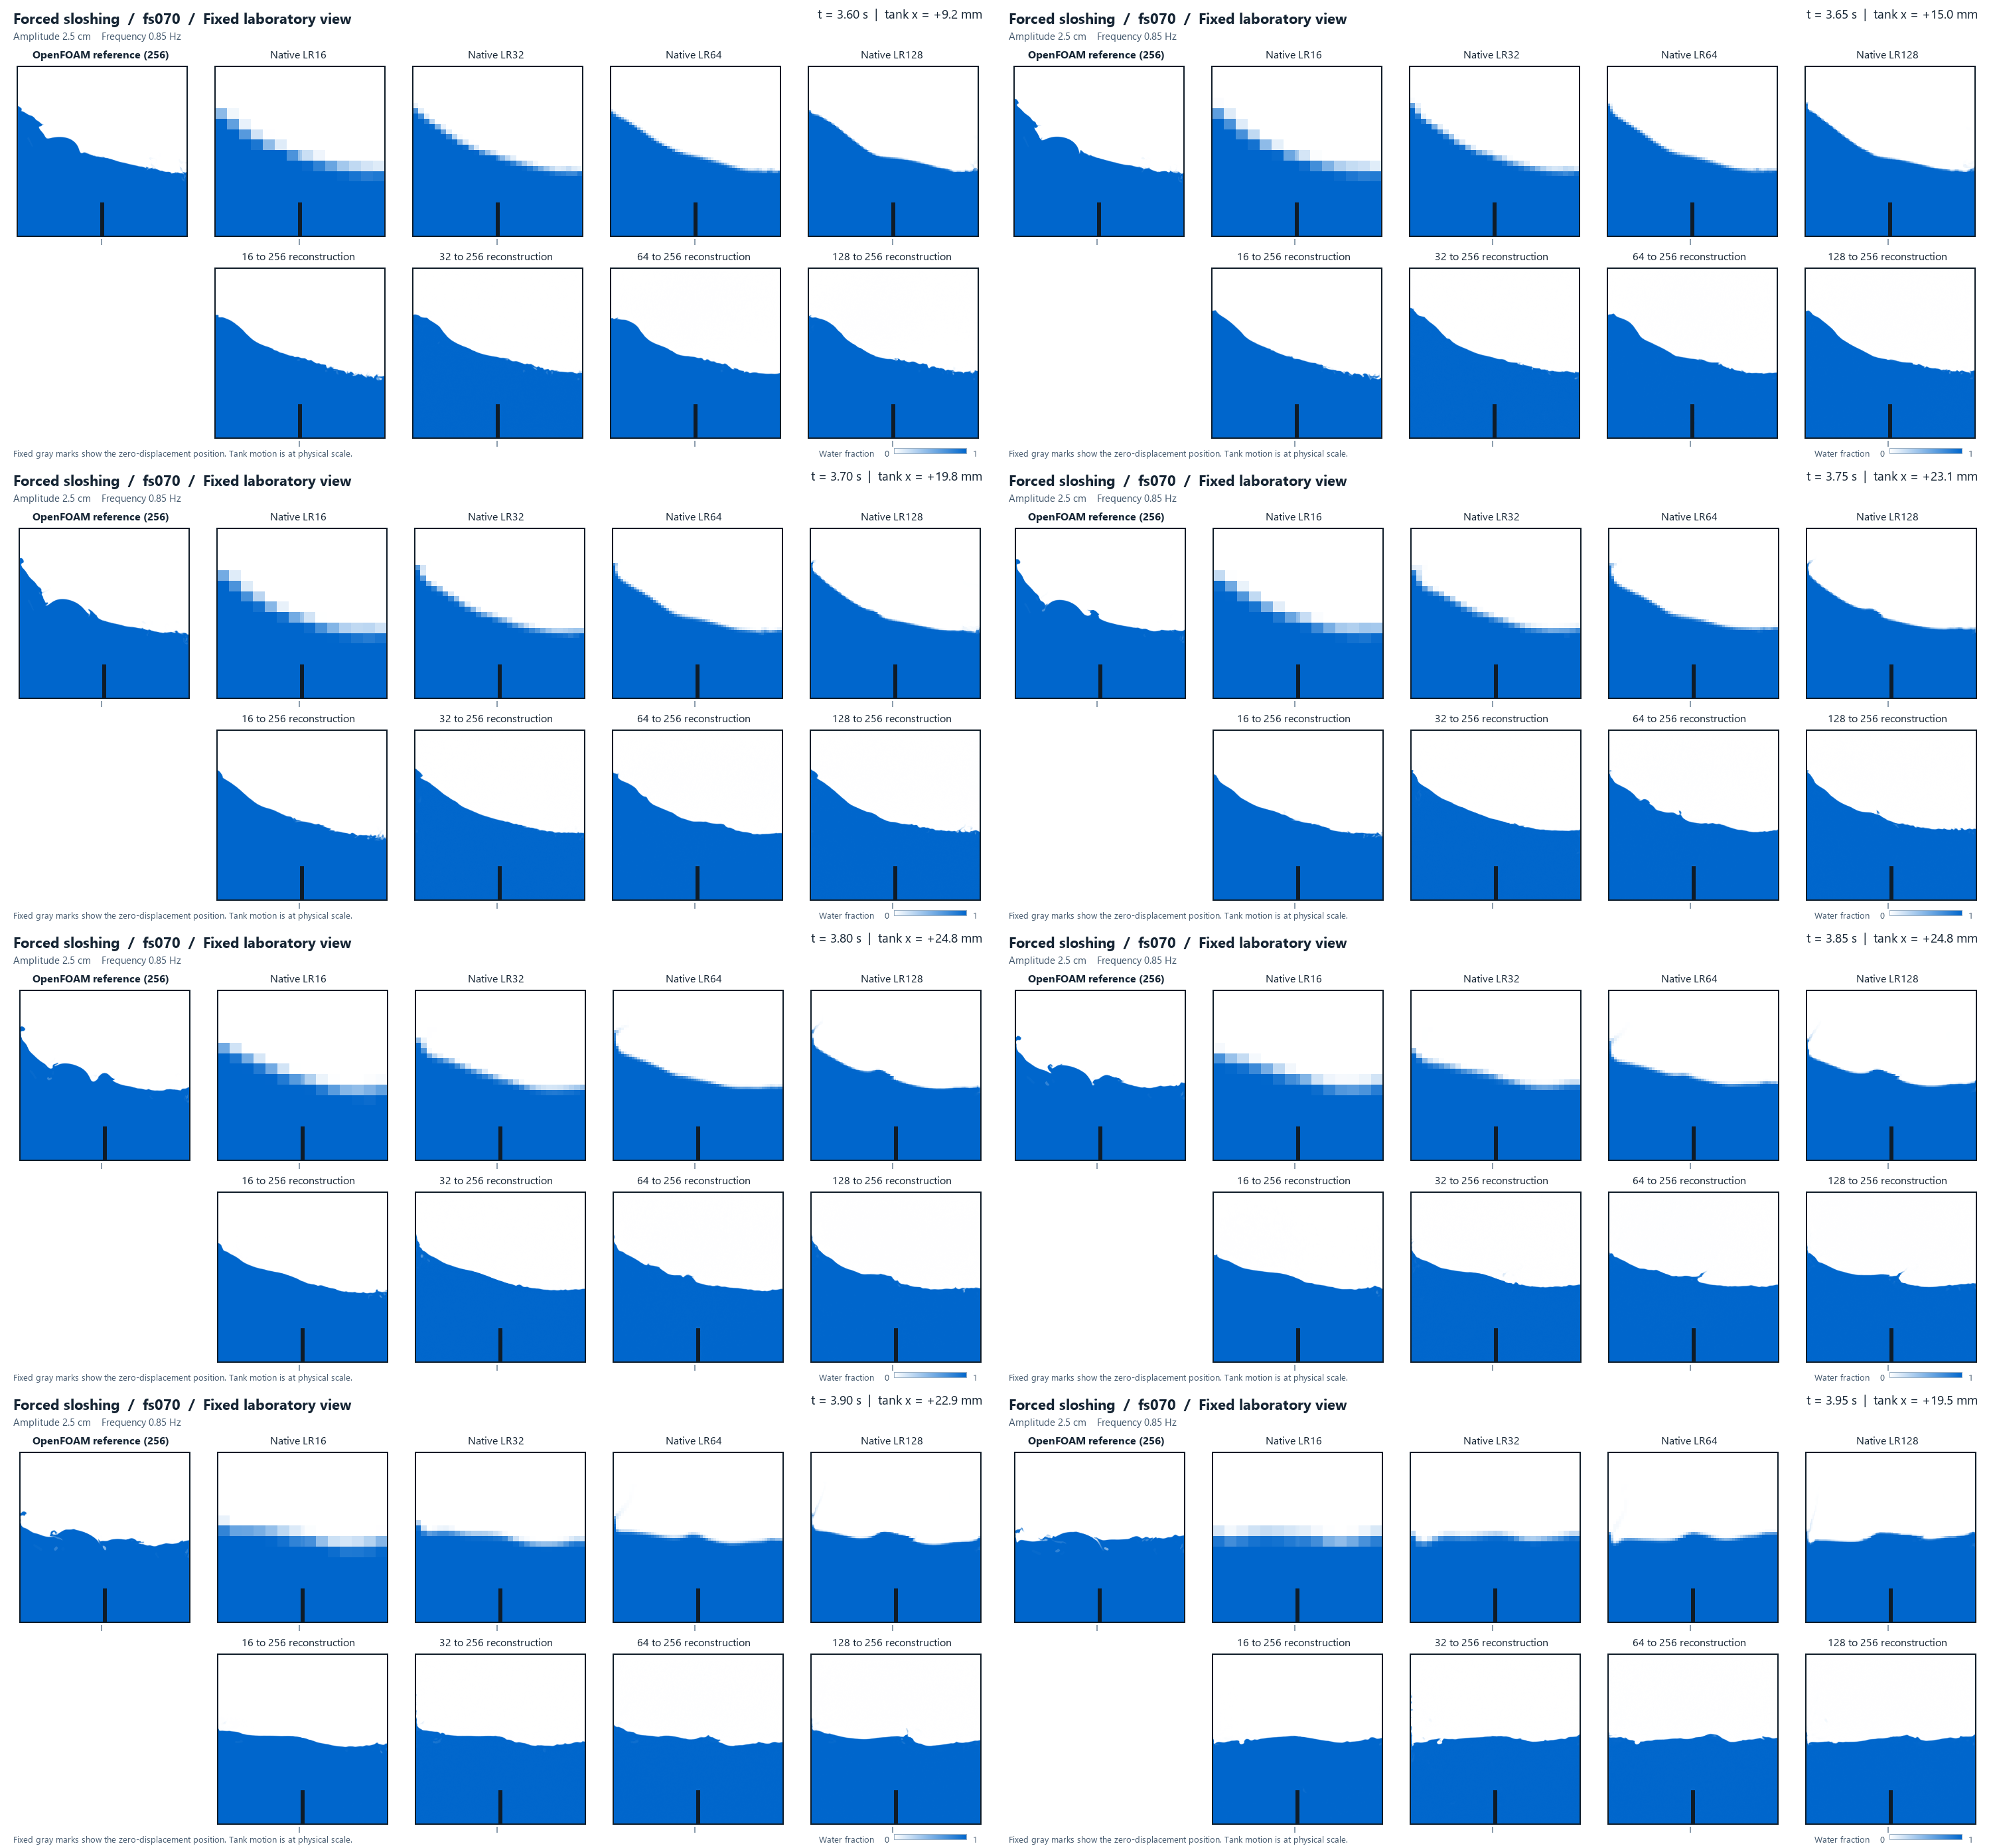 Forced sloshing / fs070 / Fixed laboratory view
t = 3.60 s | tank x = +9.2 mm
Amplitude 2.5 cm Frequency 0.85 Hz
OpenFOAM reference (256) Native LR16 Native LR32 Native LR64 Native LR128
16 to 256 reconstruction 32 to 256 reconstruction 64 to 256 reconstruction 128 to 256 reconstruction
Fixed gray marks show the zero-displacement position. Tank motion is at physical scale.
Water fraction 0 1
Forced sloshing / fs070 / Fixed laboratory view
t = 3.65 s | tank x = +15.0 mm
Amplitude 2.5 cm Frequency 0.85 Hz
OpenFOAM reference (256) Native LR16 Native LR32 Native LR64 Native LR128
16 to 256 reconstruction 32 to 256 reconstruction 64 to 256 reconstruction 128 to 256 reconstruction
Fixed gray marks show the zero-displacement position. Tank motion is at physical scale.
Water fraction 0 1
Forced sloshing / fs070 / Fixed laboratory view
t = 3.70 s | tank x = +19.8 mm
Amplitude 2.5 cm Frequency 0.85 Hz
OpenFOAM reference (256) Native LR16 Native LR32 Native LR64 Native LR128
16 to 256 reconstruction 32 to 256 reconstruction 64 to 256 reconstruction 128 to 256 reconstruction
Fixed gray marks show the zero-displacement position. Tank motion is at physical scale.
Water fraction 0 1
Forced sloshing / fs070 / Fixed laboratory view
t = 3.75 s | tank x = +23.1 mm
Amplitude 2.5 cm Frequency 0.85 Hz
OpenFOAM reference (256) Native LR16 Native LR32 Native LR64 Native LR128
16 to 256 reconstruction 32 to 256 reconstruction 64 to 256 reconstruction 128 to 256 reconstruction
Fixed gray marks show the zero-displacement position. Tank motion is at physical scale.
Water fraction 0 1
Forced sloshing / fs070 / Fixed laboratory view
t = 3.80 s | tank x = +24.8 mm
Amplitude 2.5 cm Frequency 0.85 Hz
OpenFOAM reference (256) Native LR16 Native LR32 Native LR64 Native LR128
16 to 256 reconstruction 32 to 256 reconstruction 64 to 256 reconstruction 128 to 256 reconstruction
Fixed gray marks show the zero-displacement position. Tank motion is at physical scale.
Water fraction 0 1
Forced sloshing / fs070 / Fixed laboratory view
t = 3.85 s | tank x = +24.8 mm
Amplitude 2.5 cm Frequency 0.85 Hz
OpenFOAM reference (256) Native LR16 Native LR32 Native LR64 Native LR128
16 to 256 reconstruction 32 to 256 reconstruction 64 to 256 reconstruction 128 to 256 reconstruction
Fixed gray marks show the zero-displacement position. Tank motion is at physical scale.
Water fraction 0 1
Forced sloshing / fs070 / Fixed laboratory view
t = 3.90 s | tank x = +22.9 mm
Amplitude 2.5 cm Frequency 0.85 Hz
OpenFOAM reference (256) Native LR16 Native LR32 Native LR64 Native LR128
16 to 256 reconstruction 32 to 256 reconstruction 64 to 256 reconstruction 128 to 256 reconstruction
Fixed gray marks show the zero-displacement position. Tank motion is at physical scale.
Water fraction 0 1
Forced sloshing / fs070 / Fixed laboratory view
t = 3.95 s | tank x = +19.5 mm
Amplitude 2.5 cm Frequency 0.85 Hz
OpenFOAM reference (256) Native LR16 Native LR32 Native LR64 Native LR128
16 to 256 reconstruction 32 to 256 reconstruction 64 to 256 reconstruction 128 to 256 reconstruction
Fixed gray marks show the zero-displacement position. Tank motion is at physical scale.
Water fraction 0 1